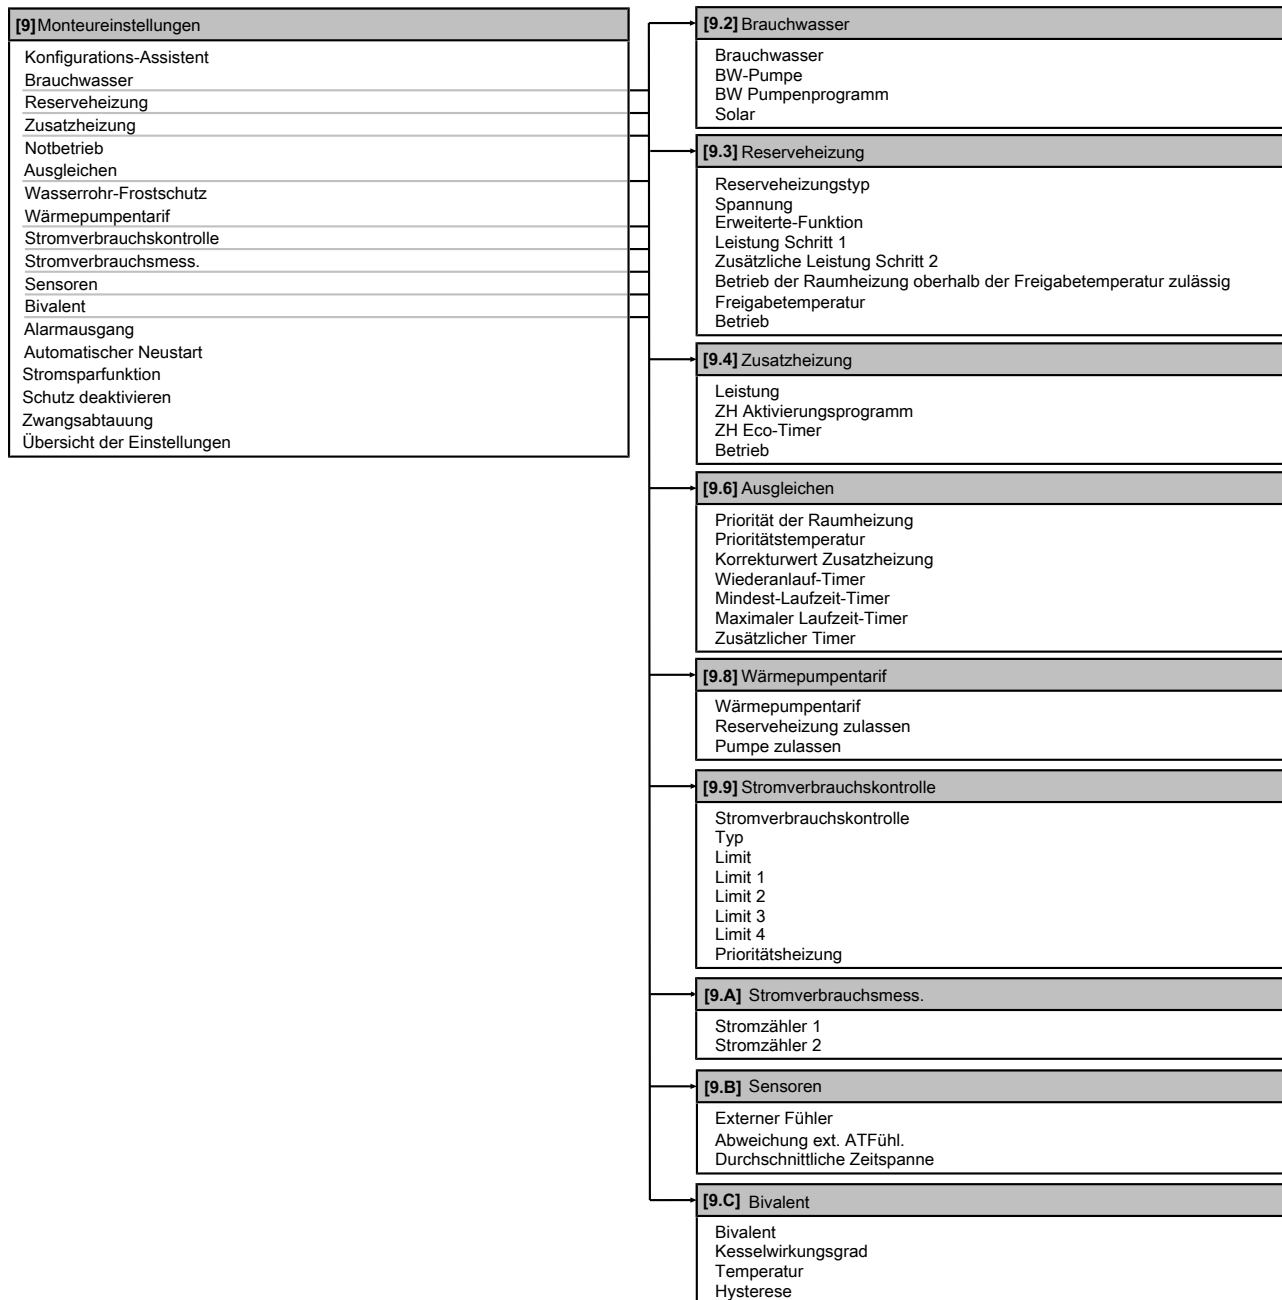 [9] Monteureinstellungen
Konfigurations-Assistent
Brauchwasser
Reserveheizung
Zusatzheizung
Notbetrieb
Ausgleichen
Wasserrohr-Frostschutz
Wärmepumpentarif
Stromverbrauchskontrolle
Stromverbrauchsmess.
Sensoren
Bivalent
Alarmausgang
Automatischer Neustart
Stromsparfunktion
Schutz deaktivieren
Zwangsabtauung
Übersicht der Einstellungen
[9.2] Brauchwasser
Brauchwasser
BW-Pumpe
BW Pumpenprogramm
Solar
[9.3] Reserveheizung
Reserveheizungstyp
Spannung
Erweiterte-Funktion
Leistung Schritt 1
Zusätzliche Leistung Schritt 2
Betrieb der Raumheizung oberhalb der Freigabetemperatur zulässig
Freigabetemperatur
Betrieb
[9.4] Zusatzheizung
Leistung
ZH Aktivierungsprogramm
ZH Eco-Timer
Betrieb
[9.6] Ausgleichen
Priorität der Raumheizung
Prioritätstemperatur
Korrekturwert Zusatzheizung
Wiederanlauf-Timer
Mindest-Laufzeit-Timer
Maximaler Laufzeit-Timer
Zusätzlicher Timer
[9.8] Wärmepumpentarif
Wärmepumpentarif
Reserveheizung zulassen
Pumpe zulassen
[9.9] Stromverbrauchskontrolle
Stromverbrauchskontrolle
Typ
Limit
Limit 1
Limit 2
Limit 3
Limit 4
Prioritätsheizung
[9.A] Stromverbrauchsmess.
Stromzähler 1
Stromzähler 2
[9.B] Sensoren
Externer Fühler
Abweichung ext. ATFühl.
Durchschnittliche Zeitspanne
[9.C] Bivalent
Bivalent
Kesselwirkungsgrad
Temperatur
Hysterese